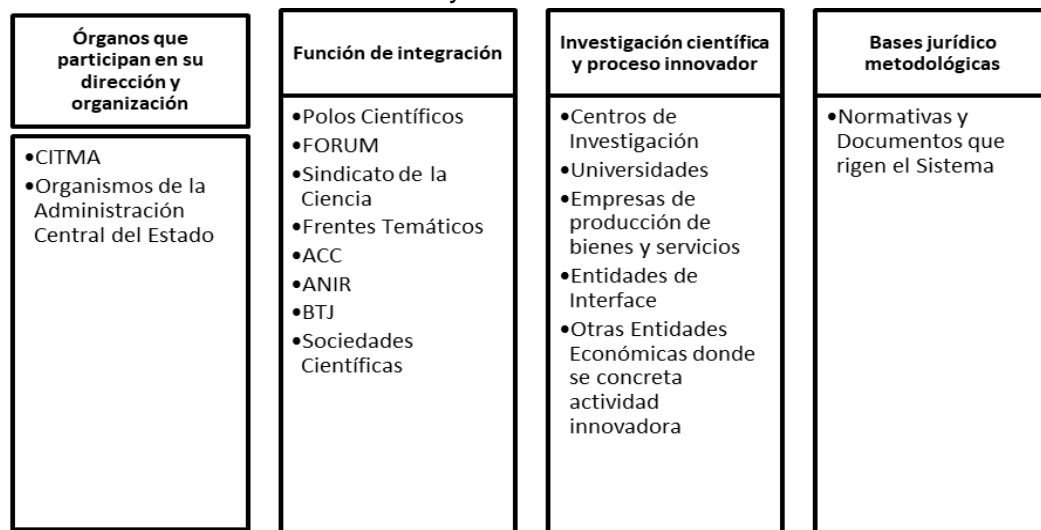 y
Órganos que
participan en su
dirección y
organización
•CITMA
•Organismos de la
Administración
Central del Estado
Función de integración
•Polos Científicos
•FORUM
•Sindicato de la
Ciencia
•Frentes Temáticos
•ACC
•ANIR
•BTJ
•Sociedades
Científicas
Investigación científica
y proceso innovador
•Centros de
Investigación
•Universidades
•Empresas de
producción de
bienes y servicios
•Entidades de
Interface
•Otras Entidades
Económicas donde
se concreta
actividad
innovadora
Bases jurídico
metodológicas
•Normativas y
Documentos que
rigen el Sistema